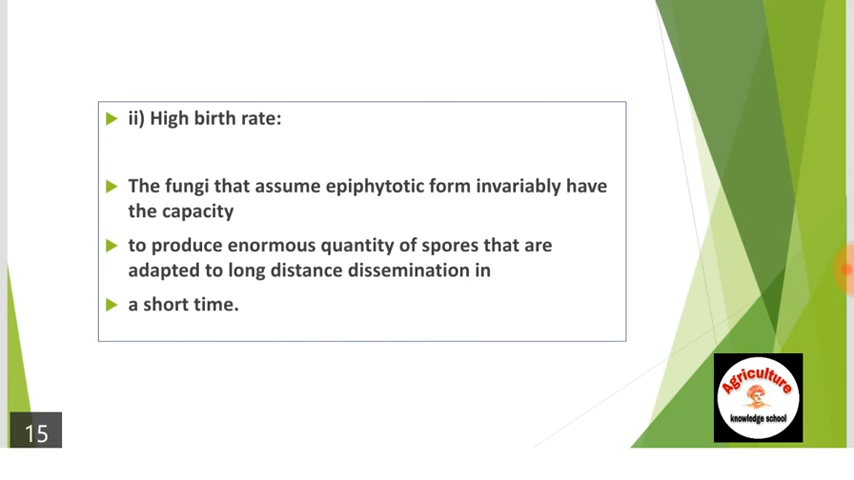 ii) High birth rate:
The fungi that assume epiphytotic form invariably have
the capacity
to produce enormous quantity of spores that are
adapted to long distance dissemination in
a short time.
Agriculture
knowledge school
15